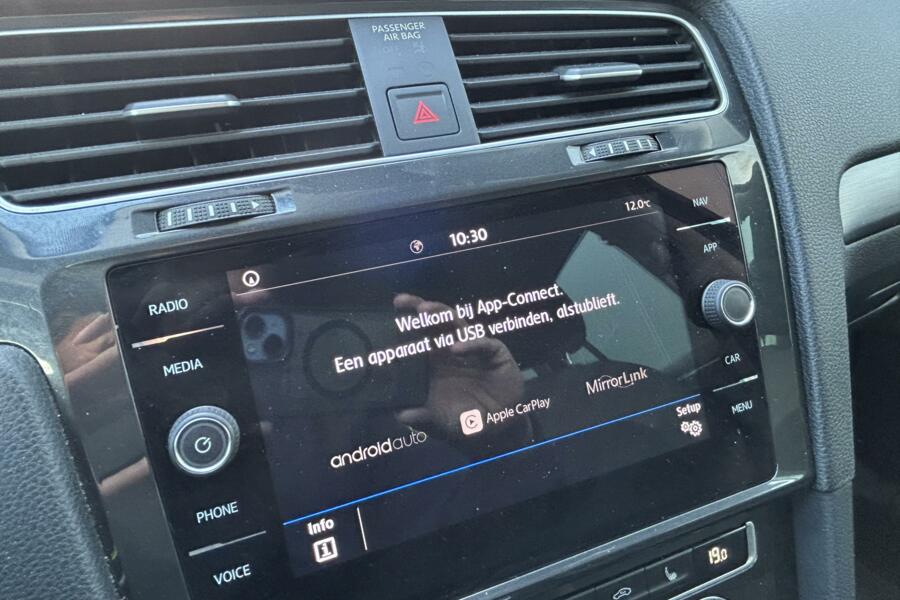 PASSENGER
AIR BAG
10:30
12.0°C
NAV
APP
RADIO
MEDIA
Welkom bij App-Connect.
Een apparaat via USB verbinden, alstublieft.
androidauto
Apple CarPlay
MirrorLink
CAR
MENU
Setup
PHONE
VOICE
Info
19.0